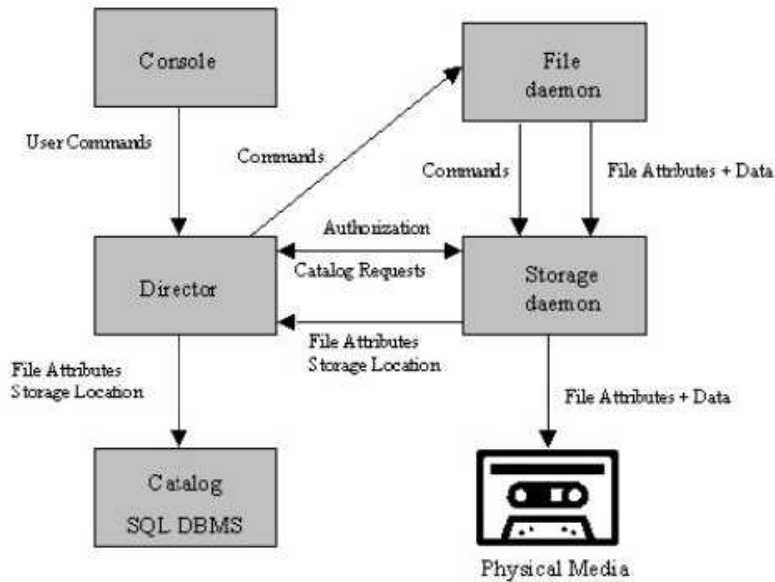 Console
File
daemon
User Commands
Commands
Commands
File Attributes + Data
Authorization
Director
Catalog Requests
Storage
daemon
File Attributes
Storage Location
File Attributes
Storage Location
File Attributes + Data
Catalog
SQL DBMS
Physical Media